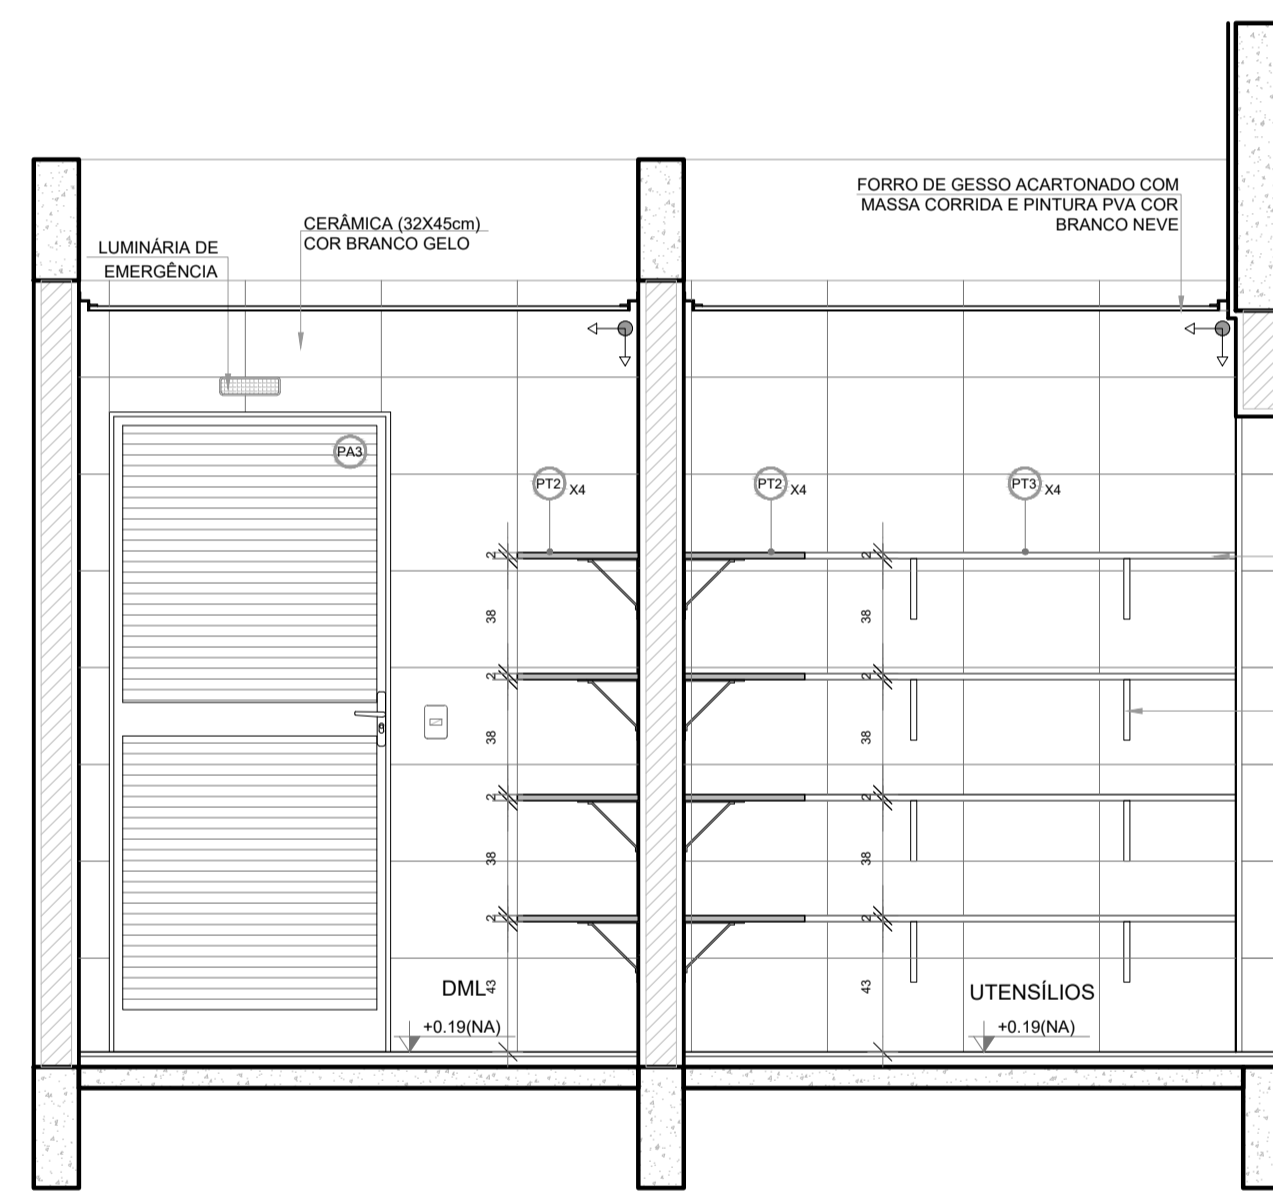 FORRO DE GESSO ACARTONADO COM
MASSA CORRIDA E PINTURA PVA COR
BRANCO NEVE
CERÂMICA (32X45cm)
COR BRANCO GELO
LUMINÁRIA DE
EMERGÊNCIA
PA3
PT2 X4
PT2 X4
PT3 X4
2
2
38
38
2
2
38
38
2
2
38
38
2
2
43
43
DML
UTENSÍLIOS
+0.19(NA)
+0.19(NA)